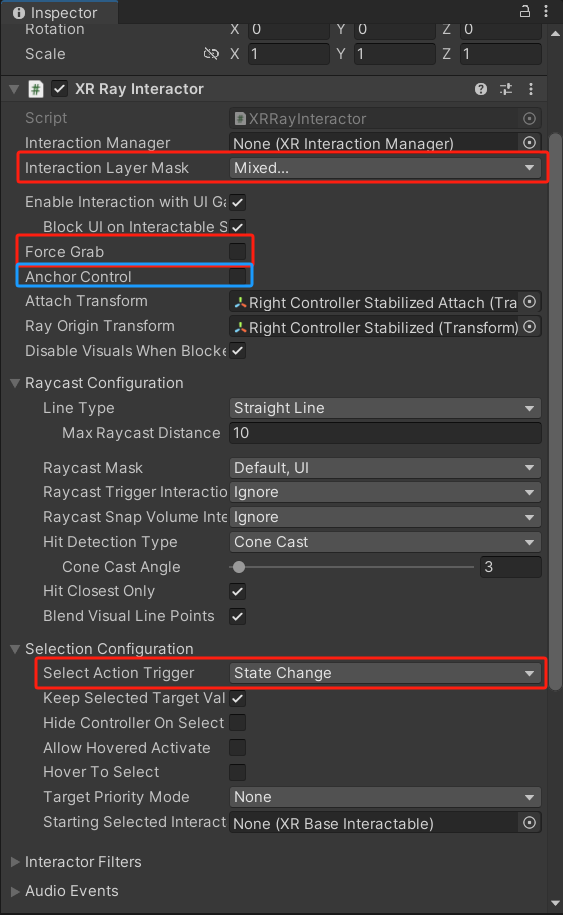 Inspector
Rotation X 0 Y 0 Z 0
Scale X 1 Y 1 Z 1
# XR Ray Interactor
Script # XRRayInteractor
Interaction Manager None (XR Interaction Manager)
Interaction Layer Mask Mixed...
Enable Interaction with UI Ga
Block UI on Interactable S
Force Grab
Anchor Control
Attach Transform Right Controller Stabilized Attach (Tra
Ray Origin Transform Right Controller Stabilized (Transform)
Disable Visuals When Blocke
Raycast Configuration
Line Type Straight Line
Max Raycast Distance 10
Raycast Mask Default, UI
Raycast Trigger Interactio Ignore
Raycast Snap Volume Inte Ignore
Hit Detection Type Cone Cast
Cone Cast Angle 3
Hit Closest Only
Blend Visual Line Points
Selection Configuration
Select Action Trigger State Change
Keep Selected Target Val
Hide Controller On Select
Allow Hovered Activate
Hover To Select
Target Priority Mode None
Starting Selected Interact None (XR Base Interactable)
Interactor Filters
Audio Events